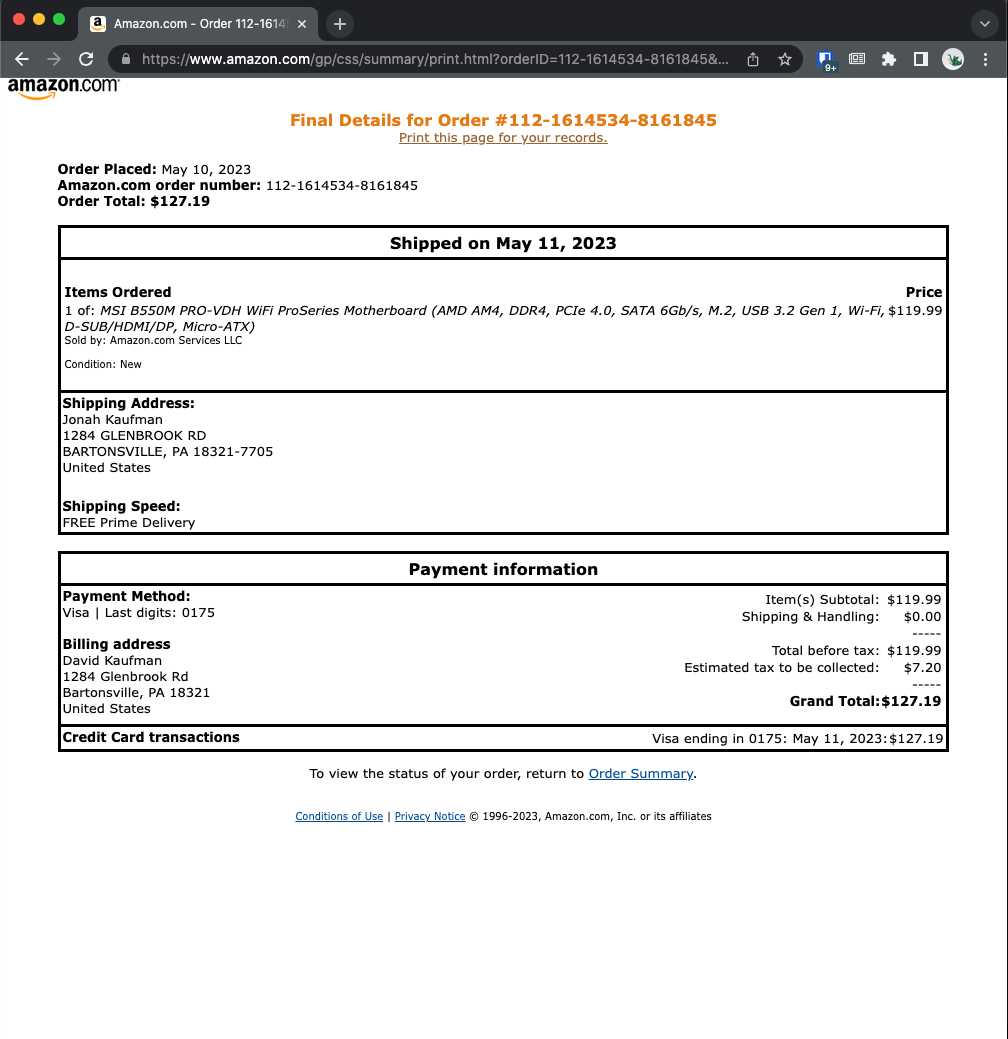 Amazon.com - Order 112-1614
https://www.amazon.com/gp/css/summary/print.html?orderID=112-1614534-8161845&...
9+
amazon.com
Final Details for Order #112-1614534-8161845
Print this page for your records.
Order Placed: May 10, 2023
Amazon.com order number: 112-1614534-8161845
Order Total: $127.19
Shipped on May 11, 2023
Items Ordered Price
1 of: MSI B550M PRO-VDH WiFi ProSeries Motherboard (AMD AM4, DDR4, PCIe 4.0, SATA 6Gb/s, M.2, USB 3.2 Gen 1, Wi-Fi, $119.99
D-SUB/HDMI/DP, Micro-ATX)
Sold by: Amazon.com Services LLC
Condition: New
Shipping Address:
Jonah Kaufman
1284 GLENBROOK RD
BARTONSVILLE, PA 18321-7705
United States
Shipping Speed:
FREE Prime Delivery
Payment information
Payment Method:
Visa | Last digits: 0175
Billing address
David Kaufman
1284 Glenbrook Rd
Bartonsville, PA 18321
United States
Item(s) Subtotal: $119.99
Shipping & Handling: $0.00
-----
Total before tax: $119.99
Estimated tax to be collected: $7.20
-----
Grand Total: $127.19
Credit Card transactions Visa ending in 0175: May 11, 2023: $127.19
To view the status of your order, return to Order Summary.
Conditions of Use | Privacy Notice © 1996-2023, Amazon.com, Inc. or its affiliates